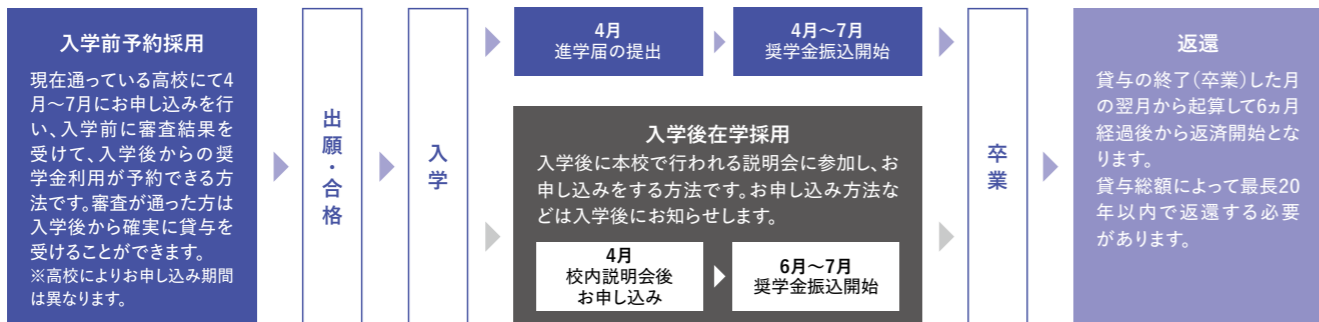 入学前予約採用
現在通っている高校にて4
月～7月にお申し込みを行
い、入学前に審査結果を
受けて、入学後からの奨
学金利用が予約できる方
法です。審査が通った方は
入学後から確実に貸与を
受けることができます。
※高校によりお申し込み期間
は異なります。
出願・合格
入学
4月
進学届の提出
4月～7月
奨学金振込開始
入学後在学採用
入学後に本校で行われる説明会に参加し、お
申し込みをする方法です。お申し込み方法な
どは入学後にお知らせします。
4月
校内説明会後
お申し込み
6月～7月
奨学金振込開始
卒業
返還
貸与の終了（卒業）した月
の翌月から起算して6ヵ月
経過後から返済開始とな
ります。
貸与総額によって最長20
年以内で返還する必要
があります。